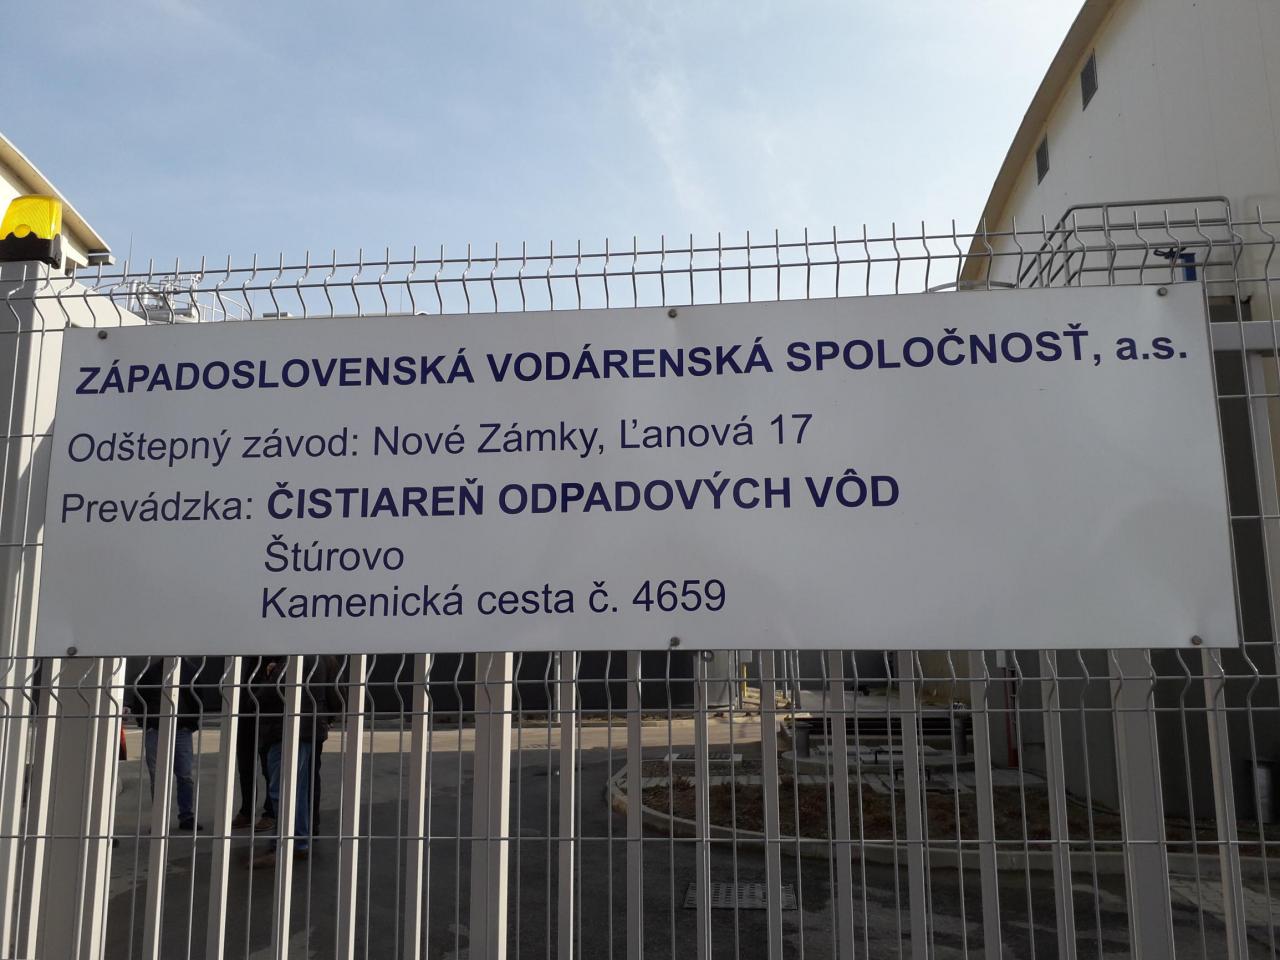 ZÁPADOSLOVENSKÁ VODÁRENSKÁ SPOLOČNOSŤ, a.s.
Odštepný závod: Nové Zámky, Ľanová 17
Prevádzka: ČISTIAREŇ ODPADOVÝCH VÔD
Štúrovo
Kamenická cesta č. 4659